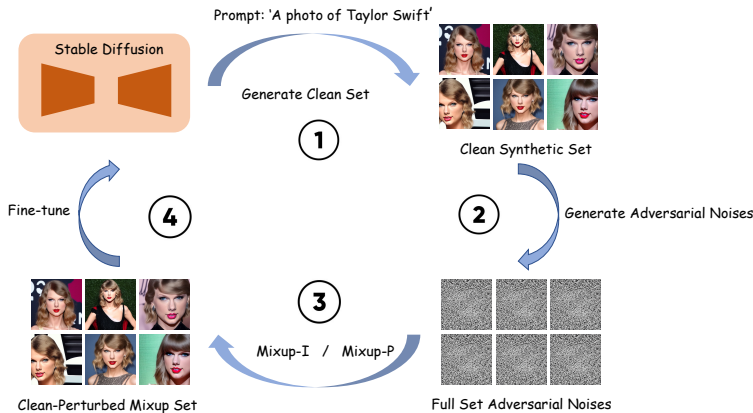 Prompt: 'A photo of Taylor Swift'
Stable Diffusion
Generate Clean Set
1
Clean Synthetic Set
Fine-tune
4
2
Generate Adversarial Noises
3
Mixup-I / Mixup-P
Clean-Perturbed Mixup Set
Full Set Adversarial Noises